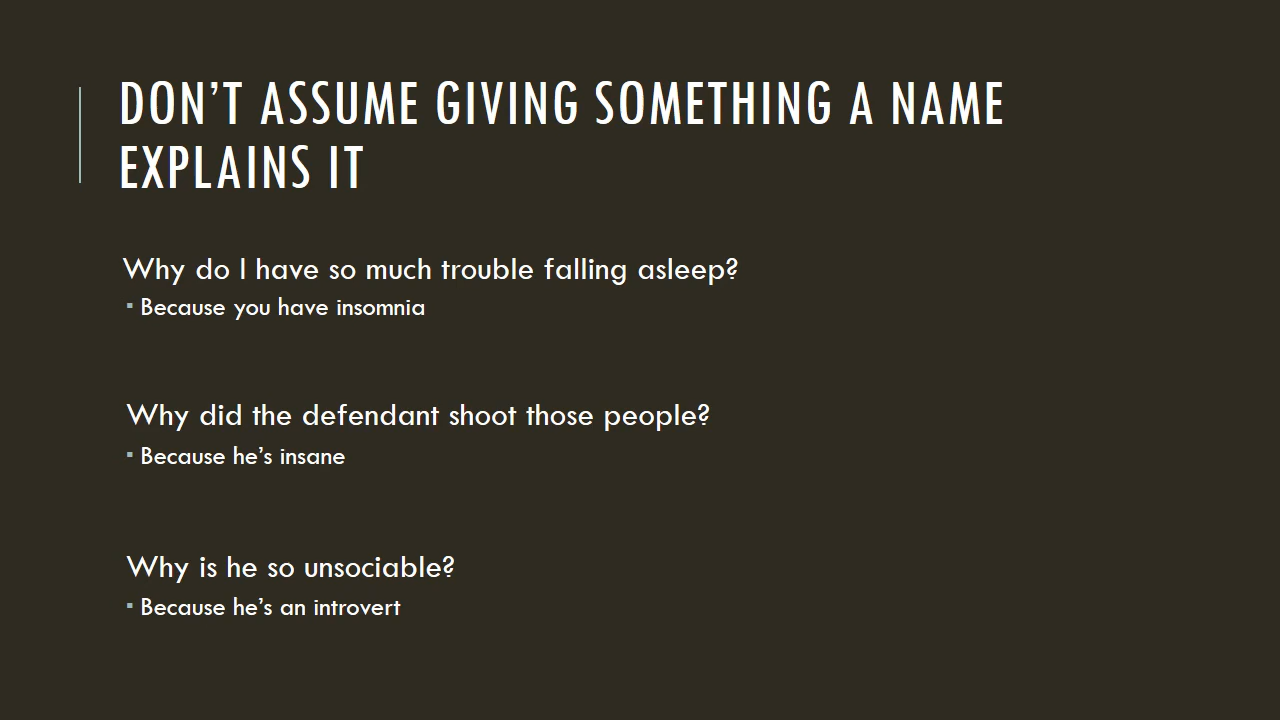 DON’T ASSUME GIVING SOMETHING A NAME
EXPLAINS IT
Why do I have so much trouble falling asleep?
▪ Because you have insomnia
Why did the defendant shoot those people?
▪ Because he’s insane
Why is he so unsociable?
▪ Because he’s an introvert